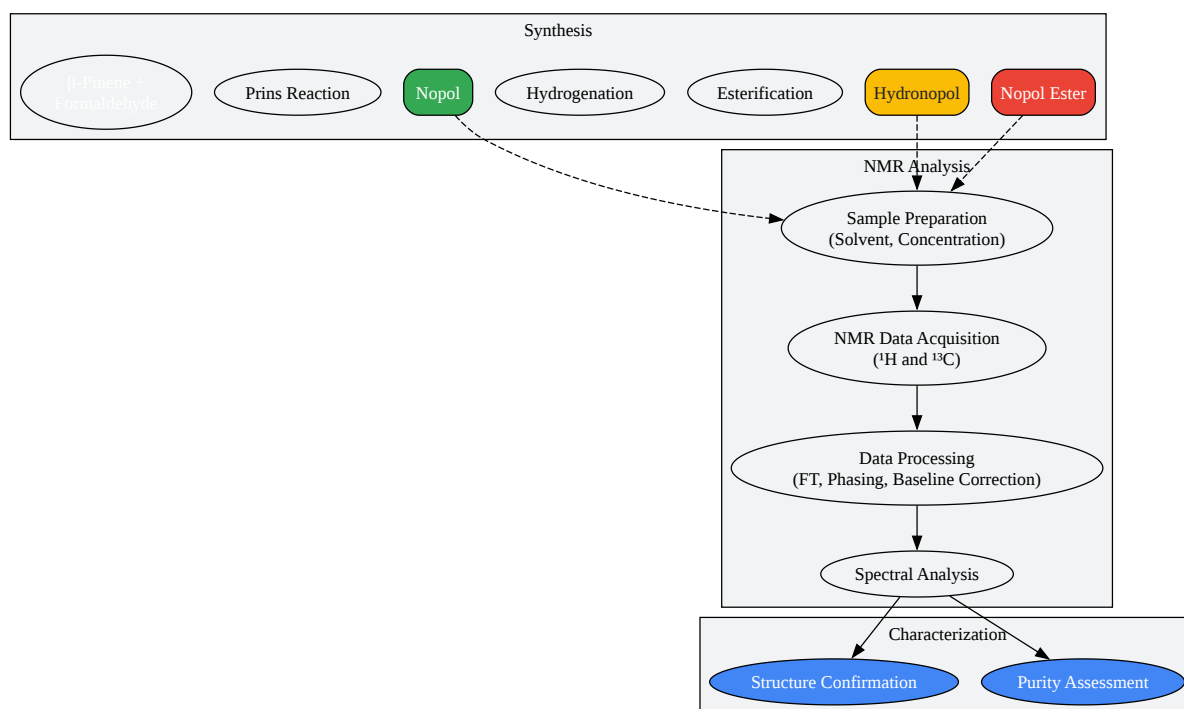 Synthesis
β-Pinene +
Formaldehyde
Prins Reaction
Nopol
Hydrogenation
Esterification
Hydronopol
Nopol Ester
NMR Analysis
Sample Preparation
(Solvent, Concentration)
NMR Data Acquisition
(¹H and ¹³C)
Data Processing
(FT, Phasing, Baseline Correction)
Spectral Analysis
Characterization
Structure Confirmation
Purity Assessment